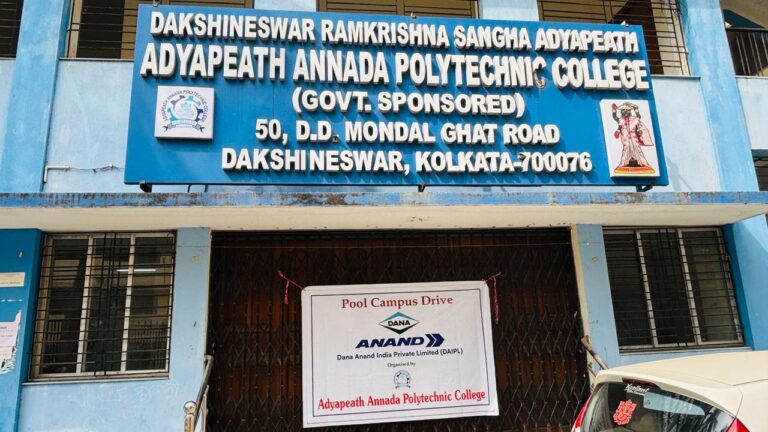 DAKSHINESWAR RAMKRISHNA SANGHA ADYAPEATH
ADYAPEATH ANNADA POLYTECHNIC COLLEGE
(GOVT. SPONSORED)
50, D.D. MONDAL GHAT ROAD
DAKSHINESWAR, KOLKATA-700076
Pool Campus Drive
DANA
ANAND
Dana Anand India Private Limited (DAIPL)
Organised by
Adyapeath Annada Polytechnic College